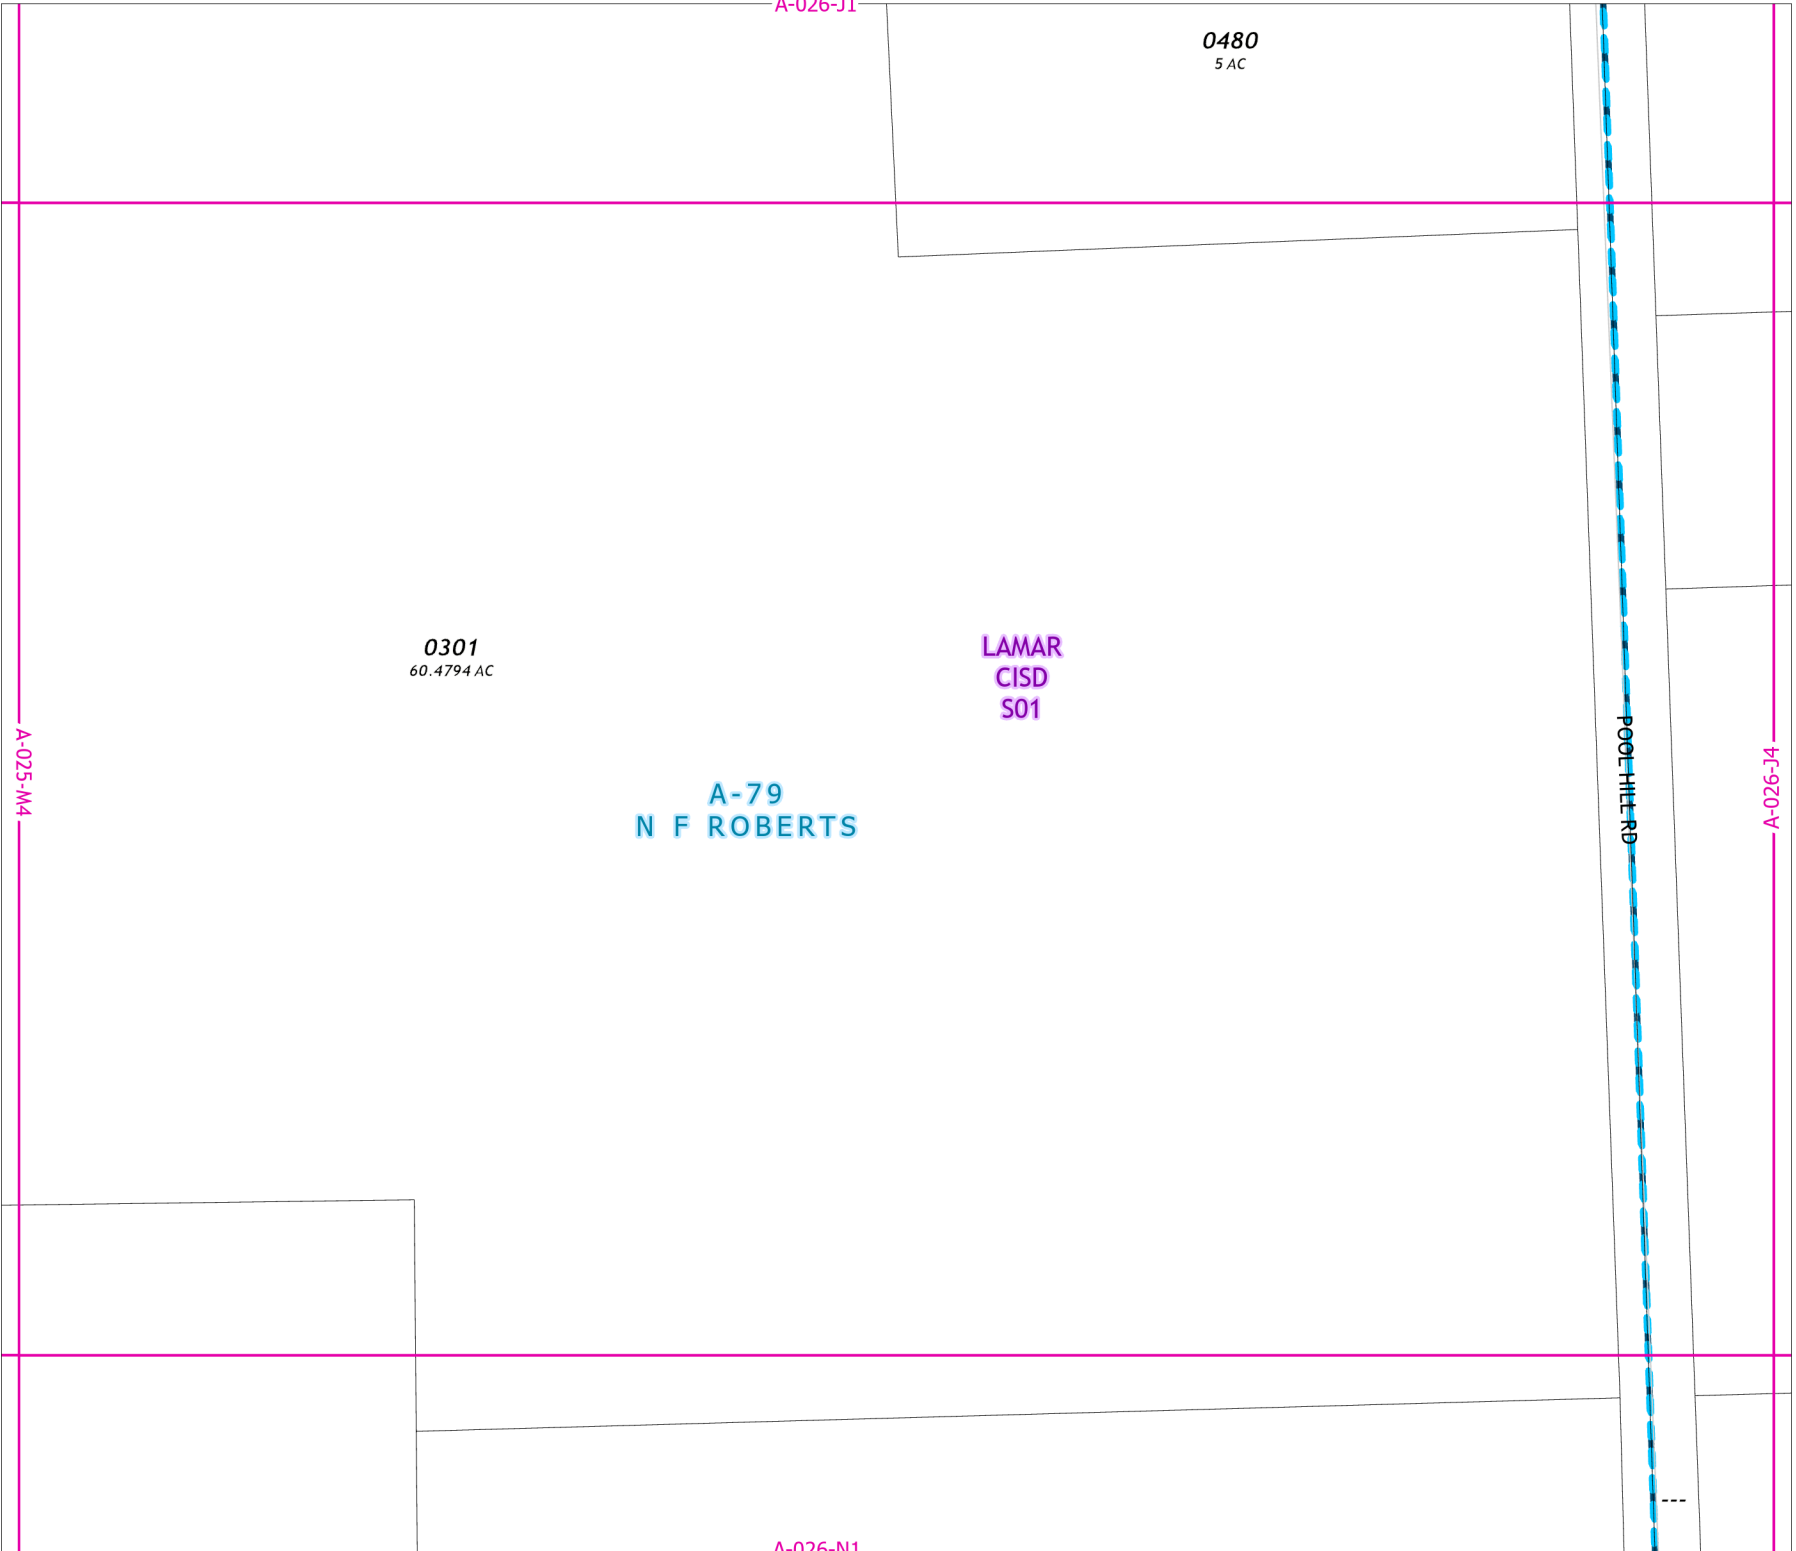 A-026-J1
0480
5 AC
0301
60.4794 AC
LAMAR
CISD
S01
A-025-M4
POOL HILL RD
A-026-J4
A-79
N F ROBERTS
---
A-026-N1